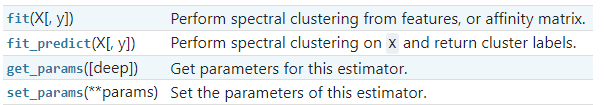 fit(X[, y]) Perform spectral clustering from features, or affinity matrix.
fit_predict(X[, y]) Perform spectral clustering on X and return cluster labels.
get_params([deep]) Get parameters for this estimator.
set_params(**params) Set the parameters of this estimator.